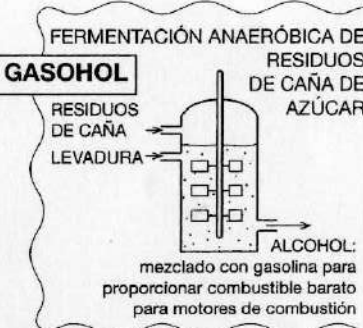 FERMENTACIÓN ANAERÓBICA DE
RESIDUOS
DE CAÑA DE
AZÚCAR
GASOHOL
RESIDUOS
DE CAÑA
LEVADURA
ALCOHOL:
mezclado con gasolina para
proporcionar combustible barato
para motores de combustión